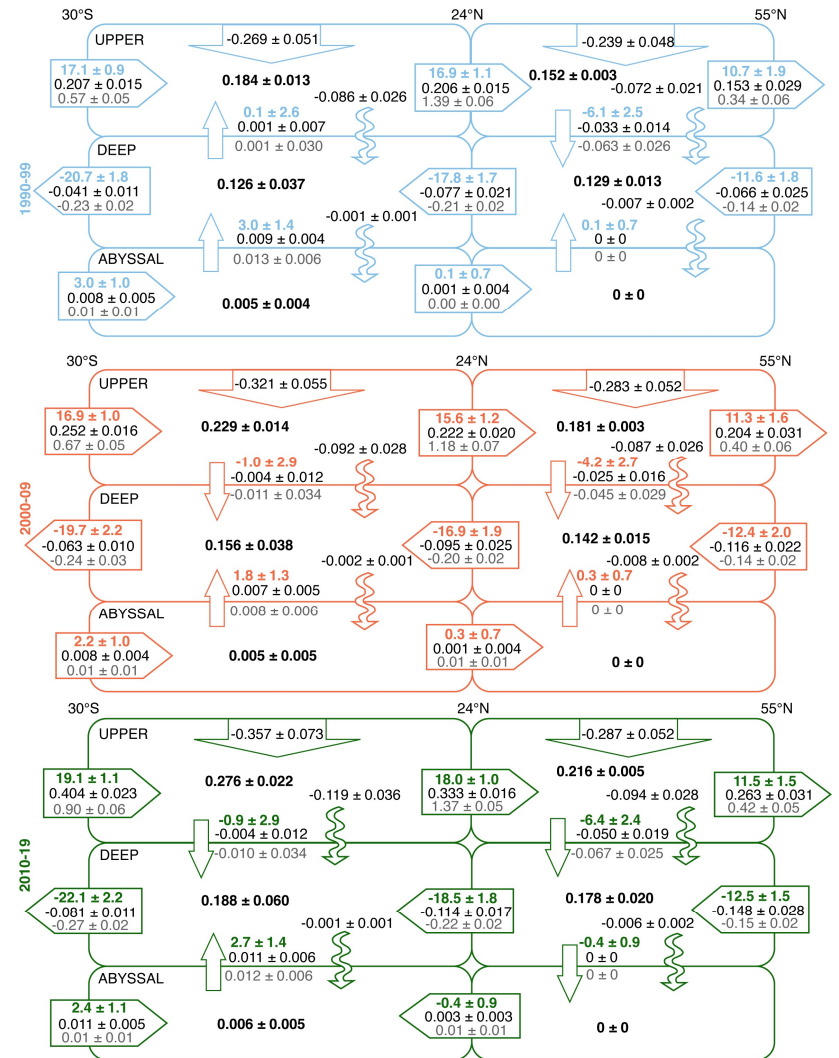 30°S 24°N 55°N
UPPER
-0.269 ± 0.051
-0.239 ± 0.048
17.1 ± 0.9
0.207 ± 0.015
0.57 ± 0.05
0.184 ± 0.013
16.9 ± 1.1
0.206 ± 0.015
1.39 ± 0.06
0.152 ± 0.003
10.7 ± 1.9
0.153 ± 0.029
0.34 ± 0.06
-0.086 ± 0.026
-0.072 ± 0.021
0.1 ± 2.6
0.001 ± 0.007
0.001 ± 0.030
-6.1 ± 2.5
-0.033 ± 0.014
-0.063 ± 0.026
1990-99
DEEP
-20.7 ± 1.8
-0.041 ± 0.011
-0.23 ± 0.02
0.126 ± 0.037
-17.8 ± 1.7
-0.077 ± 0.021
-0.21 ± 0.02
0.129 ± 0.013
-11.6 ± 1.8
-0.066 ± 0.025
-0.14 ± 0.02
-0.001 ± 0.001
-0.007 ± 0.002
3.0 ± 1.4
0.009 ± 0.004
0.013 ± 0.006
0.1 ± 0.7
0 ± 0
0 ± 0
ABYSSAL
3.0 ± 1.0
0.008 ± 0.005
0.01 ± 0.01
0.005 ± 0.004
0.1 ± 0.7
0.001 ± 0.004
0.00 ± 0.00
0 ± 0
30°S 24°N 55°N
UPPER
-0.321 ± 0.055
-0.283 ± 0.052
16.9 ± 1.0
0.252 ± 0.016
0.67 ± 0.05
0.229 ± 0.014
15.6 ± 1.2
0.222 ± 0.020
1.18 ± 0.07
0.181 ± 0.003
11.3 ± 1.6
0.204 ± 0.031
0.40 ± 0.06
-0.092 ± 0.028
-0.087 ± 0.026
-1.0 ± 2.9
-0.004 ± 0.012
-0.011 ± 0.034
-4.2 ± 2.7
-0.025 ± 0.016
-0.045 ± 0.029
2000-09
DEEP
-19.7 ± 2.2
-0.063 ± 0.010
-0.24 ± 0.03
0.156 ± 0.038
-16.9 ± 1.9
-0.095 ± 0.025
-0.20 ± 0.02
0.142 ± 0.015
-12.4 ± 2.0
-0.116 ± 0.022
-0.14 ± 0.02
-0.002 ± 0.001
-0.008 ± 0.002
1.8 ± 1.3
0.007 ± 0.005
0.008 ± 0.006
0.3 ± 0.7
0 ± 0
0 ± 0
ABYSSAL
2.2 ± 1.0
0.008 ± 0.004
0.01 ± 0.01
0.005 ± 0.005
0.3 ± 0.7
0.001 ± 0.004
0.01 ± 0.01
0 ± 0
30°S 24°N 55°N
UPPER
-0.357 ± 0.073
-0.287 ± 0.052
19.1 ± 1.1
0.404 ± 0.023
0.90 ± 0.06
0.276 ± 0.022
18.0 ± 1.0
0.333 ± 0.016
1.37 ± 0.05
0.216 ± 0.005
11.5 ± 1.5
0.263 ± 0.031
0.42 ± 0.05
-0.119 ± 0.036
-0.094 ± 0.028
-0.9 ± 2.9
-0.004 ± 0.012
-0.010 ± 0.034
-6.4 ± 2.4
-0.050 ± 0.019
-0.067 ± 0.025
2010-19
DEEP
-22.1 ± 2.2
-0.081 ± 0.011
-0.27 ± 0.02
0.188 ± 0.060
-18.5 ± 1.8
-0.114 ± 0.017
-0.22 ± 0.02
0.178 ± 0.020
-12.5 ± 1.5
-0.148 ± 0.028
-0.15 ± 0.02
-0.001 ± 0.001
-0.006 ± 0.002
2.7 ± 1.4
0.011 ± 0.006
0.012 ± 0.006
-0.4 ± 0.9
0 ± 0
0 ± 0
ABYSSAL
2.4 ± 1.1
0.011 ± 0.005
0.01 ± 0.01
0.006 ± 0.005
-0.4 ± 0.9
0.003 ± 0.003
0.01 ± 0.01
0 ± 0